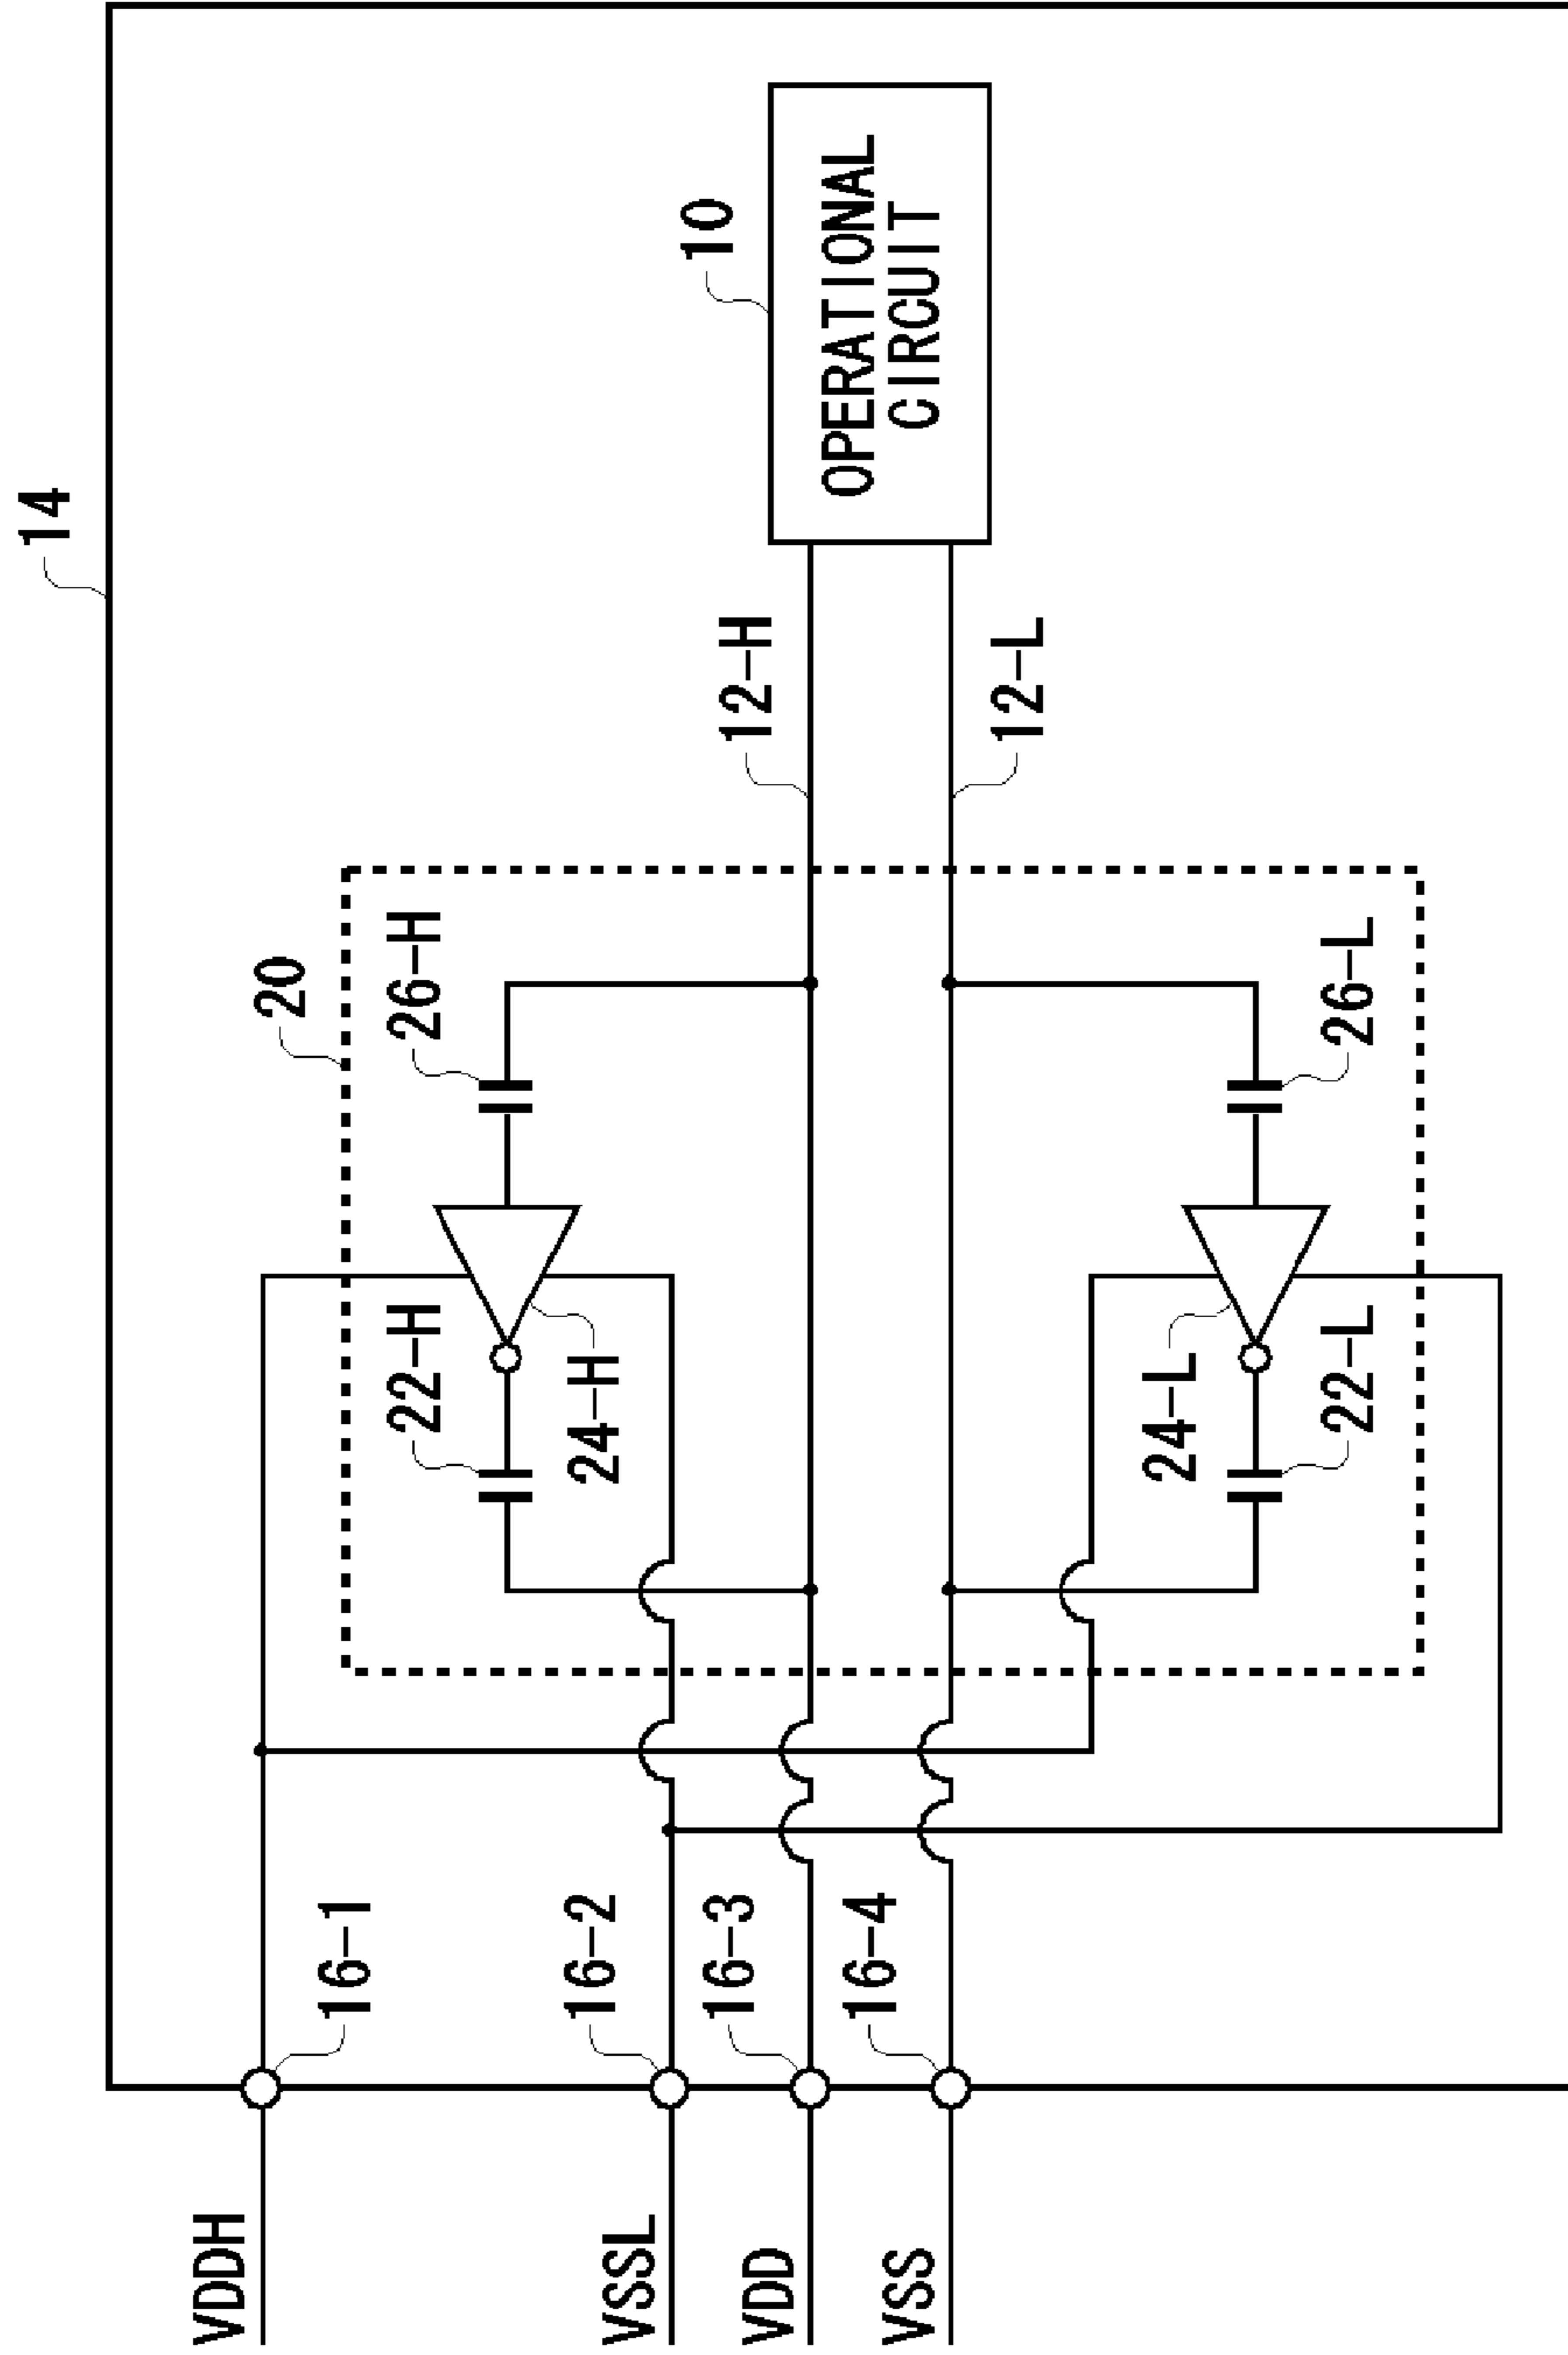 14
10
OPERATIONAL
CIRCUIT
12-H
12-L
20
26-H
26-L
22-H
24-H
24-L
22-L
16-1
16-2
16-3
16-4
VDDH
VSSL
VDD
VSS